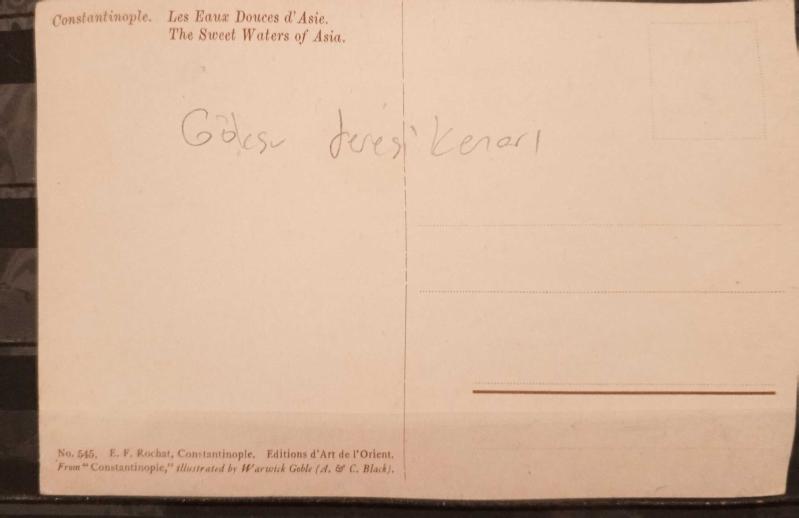 Constantinople. Les Eaux Douces d'Asie.
The Sweet Waters of Asia.
Göksu deresi kenarı
No. 545. E. F. Rochat, Constantinople. Editions d'Art de l'Orient.
From "Constantinople," illustrated by Warwick Goble (A. & C. Black).